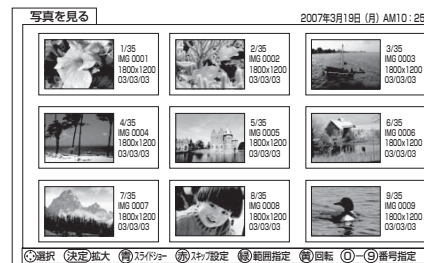 写真を見る
2007年3月19日 (月) AM10：25
1/35
IMG 0001
1800x1200
03/03/03
2/35
IMG 0002
1800x1200
03/03/03
3/35
IMG 0003
1800x1200
03/03/03
4/35
IMG 0004
1800x1200
03/03/03
5/35
IMG 0005
1800x1200
03/03/03
6/35
IMG 0006
1800x1200
03/03/03
7/35
IMG 0007
1800x1200
03/03/03
8/35
IMG 0008
1800x1200
03/03/03
9/35
IMG 0009
1800x1200
03/03/03
選択 決定 拡大 青 スライドショー 赤 スキップ設定 緑 範囲指定 黄 回転 0－9 番号指定